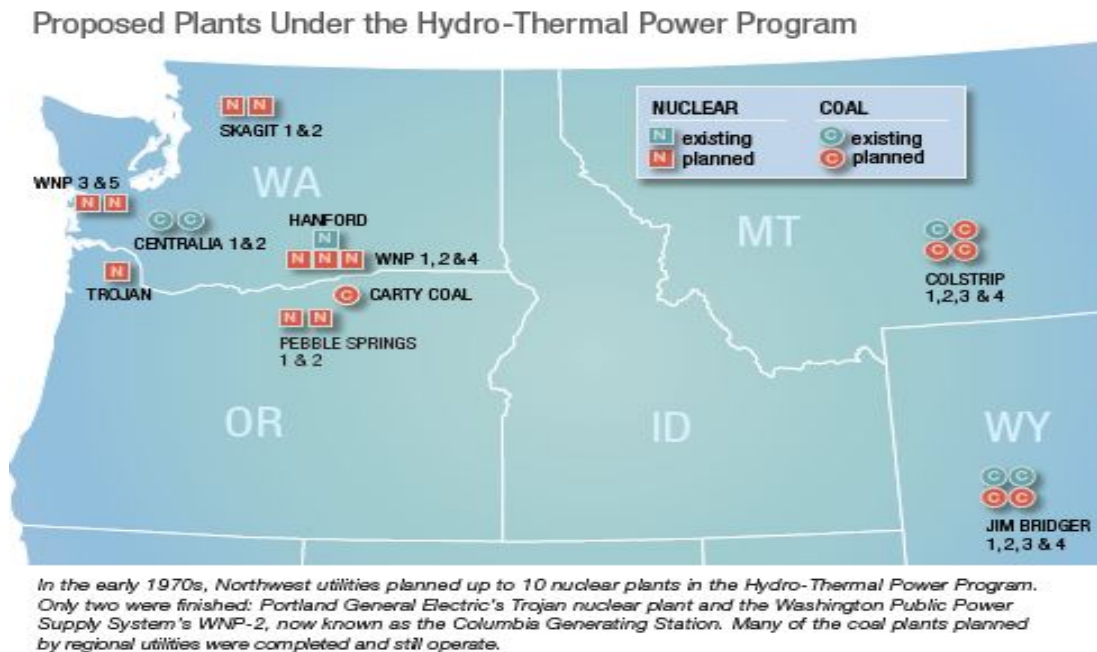 Proposed Plants Under the Hydro-Thermal Power Program
N N
SKAGIT 1 & 2
NUCLEAR
N existing
N planned
COAL
C existing
C planned
WNP 3 & 5
N N
WA
C C
CENTRALIA 1 & 2
HANFORD
N
N N N WNP 1, 2 & 4
MT
C C
C C
COLSTRIP
1,2,3 & 4
N
TROJAN
C CARTY COAL
N N
PEBBLE SPRINGS
1 & 2
OR
ID
WY
C C
C C
JIM BRIDGER
1,2,3 & 4
In the early 1970s, Northwest utilities planned up to 10 nuclear plants in the Hydro-Thermal Power Program.
Only two were finished: Portland General Electric's Trojan nuclear plant and the Washington Public Power
Supply System's WNP-2, now known as the Columbia Generating Station. Many of the coal plants planned
by regional utilities were completed and still operate.